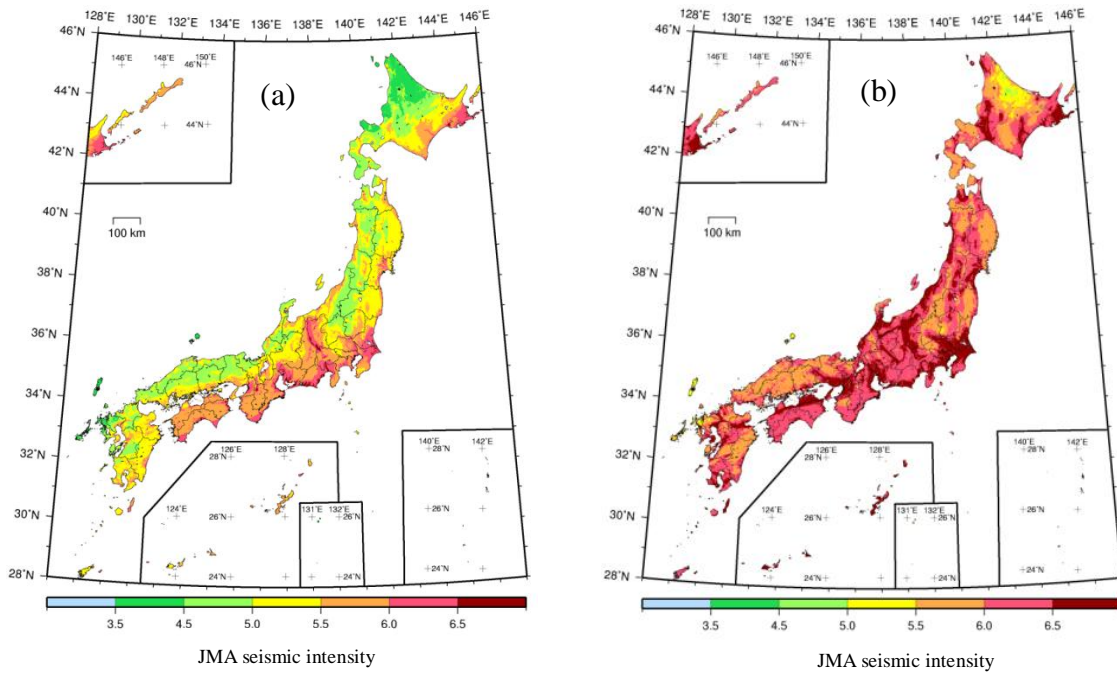 128°E 130°E 132°E 134°E 136°E 138°E 140°E 142°E 144°E 146°E
46°N
44°N
42°N
40°N
38°N
36°N
34°N
32°N
30°N
28°N
146°E 148°E 150°E
46°N
44°N
(a)
100 km
126°E 128°E
28°N
124°E
26°N
24°N
131°E 132°E
26°N
24°N
140°E 142°E
28°N
26°N
24°N
3.5 4.5 5.0 5.5 6.0 6.5
JMA seismic intensity
128°E 130°E 132°E 134°E 136°E 138°E 140°E 142°E 144°E 146°E
46°N
44°N
42°N
40°N
38°N
36°N
34°N
32°N
30°N
28°N
146°E 148°E 150°E
46°N
44°N
(b)
100 km
126°E 128°E
28°N
124°E
26°N
24°N
131°E 132°E
26°N
24°N
140°E 142°E
28°N
26°N
24°N
3.5 4.5 5.0 5.5 6.0 6.5
JMA seismic intensity